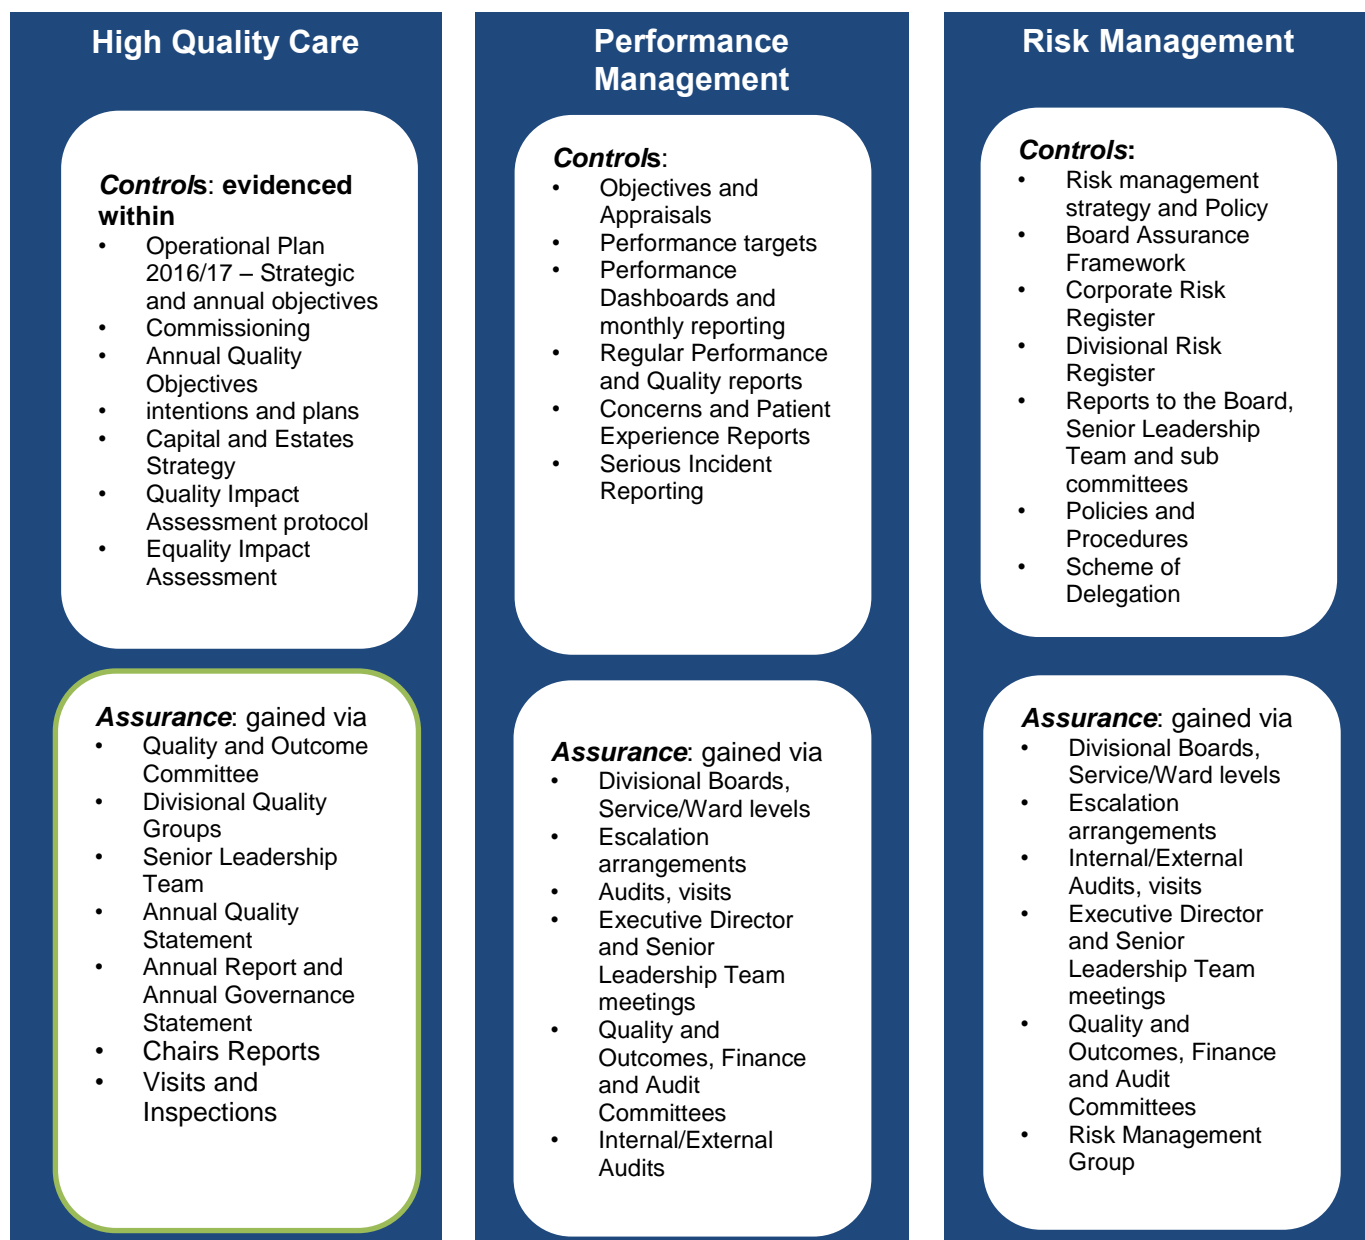 High Quality Care
Controls: evidenced
within
• Operational Plan
2016/17 – Strategic
and annual objectives
• Commissioning
• Annual Quality
Objectives
• intentions and plans
• Capital and Estates
Strategy
• Quality Impact
Assessment protocol
• Equality Impact
Assessment
Assurance: gained via
• Quality and Outcome
Committee
• Divisional Quality
Groups
• Senior Leadership
Team
• Annual Quality
Statement
• Annual Report and
Annual Governance
Statement
• Chairs Reports
• Visits and
Inspections
Performance
Management
Controls:
• Objectives and
Appraisals
• Performance targets
• Performance
Dashboards and
monthly reporting
• Regular Performance
and Quality reports
• Concerns and Patient
Experience Reports
• Serious Incident
Reporting
Assurance: gained via
• Divisional Boards,
Service/Ward levels
• Escalation
arrangements
• Audits, visits
• Executive Director
and Senior
Leadership Team
meetings
• Quality and
Outcomes, Finance
and Audit
Committees
• Internal/External
Audits
Risk Management
Controls:
• Risk management
strategy and Policy
• Board Assurance
Framework
• Corporate Risk
Register
• Divisional Risk
Register
• Reports to the Board,
Senior Leadership
Team and sub
committees
• Policies and
Procedures
• Scheme of
Delegation
Assurance: gained via
• Divisional Boards,
Service/Ward levels
• Escalation
arrangements
• Internal/External
Audits, visits
• Executive Director
and Senior
Leadership Team
meetings
• Quality and
Outcomes, Finance
and Audit
Committees
• Risk Management
Group